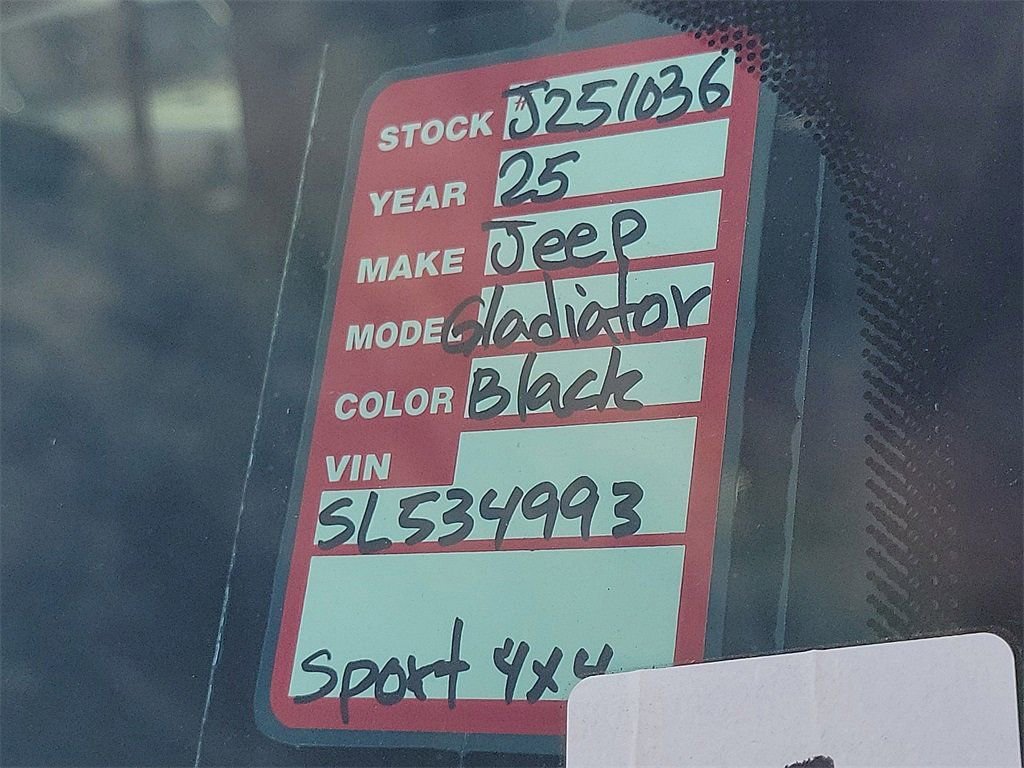 STOCK # J251036
YEAR 25
MAKE Jeep
MODEL Gladiator
COLOR Black
VIN
SL534993
Sport 4x4